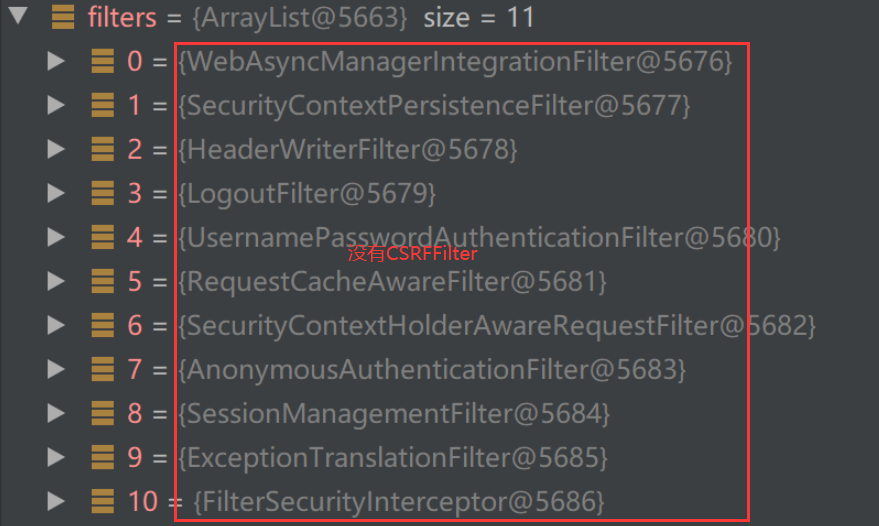 filters = {ArrayList@5663} size = 11
0 = {WebAsyncManagerIntegrationFilter@5676}
1 = {SecurityContextPersistenceFilter@5677}
2 = {HeaderWriterFilter@5678}
3 = {LogoutFilter@5679}
4 = {UsernamePasswordAuthenticationFilter@5680}
没有CSRFFilter
5 = {RequestCacheAwareFilter@5681}
6 = {SecurityContextHolderAwareRequestFilter@5682}
7 = {AnonymousAuthenticationFilter@5683}
8 = {SessionManagementFilter@5684}
9 = {ExceptionTranslationFilter@5685}
10 = {FilterSecurityInterceptor@5686}